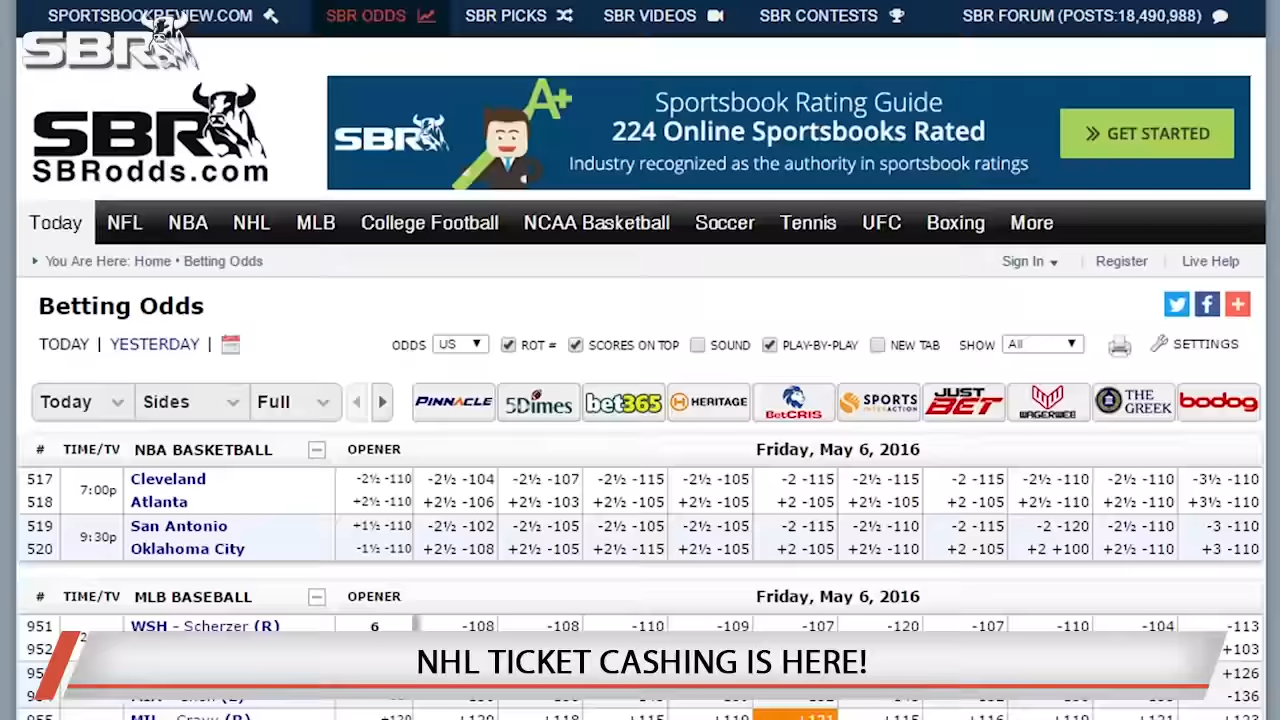 SPORTSBOOKREVIEW.COM SBR ODDS SBR PICKS SBR VIDEOS SBR CONTESTS SBR FORUM (POSTS:18,490,988)
SBR
SBR
SBRodds.com
SBR
A+
Sportsbook Rating Guide
224 Online Sportsbooks Rated
Industry recognized as the authority in sportsbook ratings
GET STARTED
Today NFL NBA NHL MLB College Football NCAA Basketball Soccer Tennis UFC Boxing More
You Are Here: Home • Betting Odds Sign In Register Live Help
Betting Odds
TODAY | YESTERDAY | ODDS US ROT # SCORES ON TOP SOUND PLAY-BY-PLAY NEW TAB SHOW All SETTINGS
Today Sides Full PINNACLE 5Dimes bet365 HERITAGE BetCRIS SPORTS INTERACTION JUST BET WAGERWEB THE GREEK bodog
# TIME/TV NBA BASKETBALL OPENER Friday, May 6, 2016
517 Cleveland -2½ -110 -2½ -104 -2½ -107 -2½ -115 -2½ -105 -2 -115 -2½ -115 -2 -115 -2½ -110 -2½ -110 -3½ -110
7:00p
518 Atlanta +2½ -110 +2½ -106 +2½ -103 +2½ -115 +2½ -105 +2 -105 +2½ -105 +2 -105 +2½ -110 +2½ -110 +3½ -110
519 San Antonio +1½ -110 -2½ -102 -2½ -105 -2½ -105 -2½ -105 -2 -115 -2½ -110 -2 -115 -2 -120 -2½ -110 -3 -110
9:30p
520 Oklahoma City -1½ -110 +2½ -108 +2½ -105 +2½ -115 +2½ -105 +2 -105 +2½ -110 +2 -105 +2 +100 +2½ -110 +3 -110
# TIME/TV MLB BASEBALL OPENER Friday, May 6, 2016
951 WSH - Scherzer (R) 6 -108 -108 -110 -109 -107 -120 -107 -110 -104 -113
952 +103
+126
-136
NHL TICKET CASHING IS HERE!